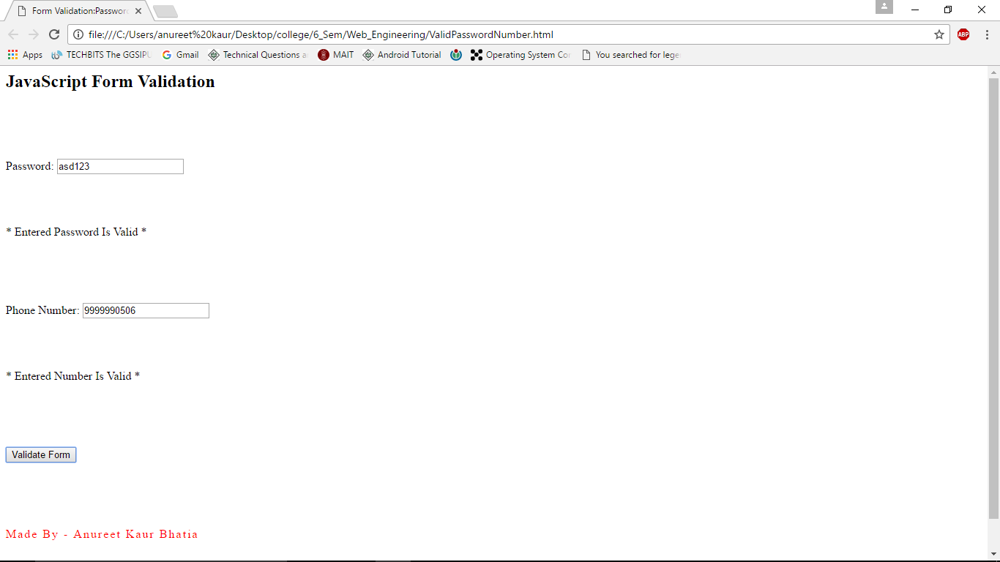 Form Validation:Passwor
file:///C:/Users/anureet%20kaur/Desktop/college/6_Sem/Web_Engineering/ValidPasswordNumber.html
ABP
Apps TECHBITS The GGSIPU Gmail Technical Questions a MAIT Android Tutorial Operating System Co You searched for lege
JavaScript Form Validation
Password: asd123
* Entered Password Is Valid *
Phone Number: 9999990506
* Entered Number Is Valid *
Validate Form
Made By - Anureet Kaur Bhatia